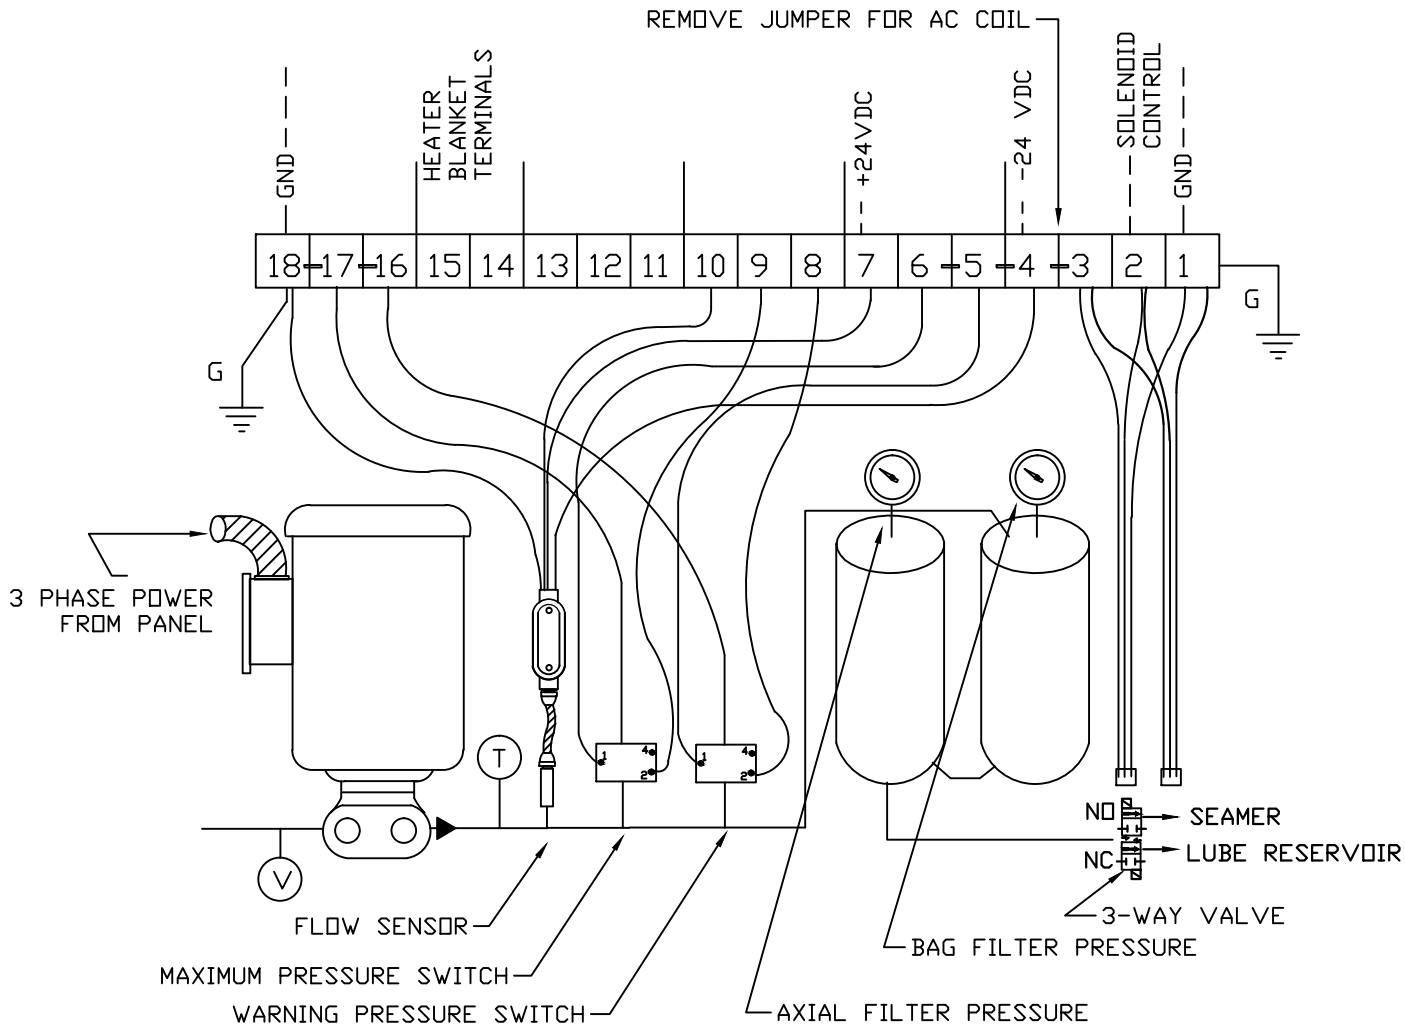 REMOVE JUMPER FOR AC COIL
GND
HEATER
BLANKET
TERMINALS
+24VDC
-24 VDC
SOLENOID
CONTROL
GND
18 17 16 15 14 13 12 11 10 9 8 7 6 5 4 3 2 1
G
G
3 PHASE POWER
FROM PANEL
T
1 4
2
1 4
2
V
NO
SEAMER
NC
LUBE RESERVOIR
FLOW SENSOR
3-WAY VALVE
BAG FILTER PRESSURE
MAXIMUM PRESSURE SWITCH
WARNING PRESSURE SWITCH
AXIAL FILTER PRESSURE